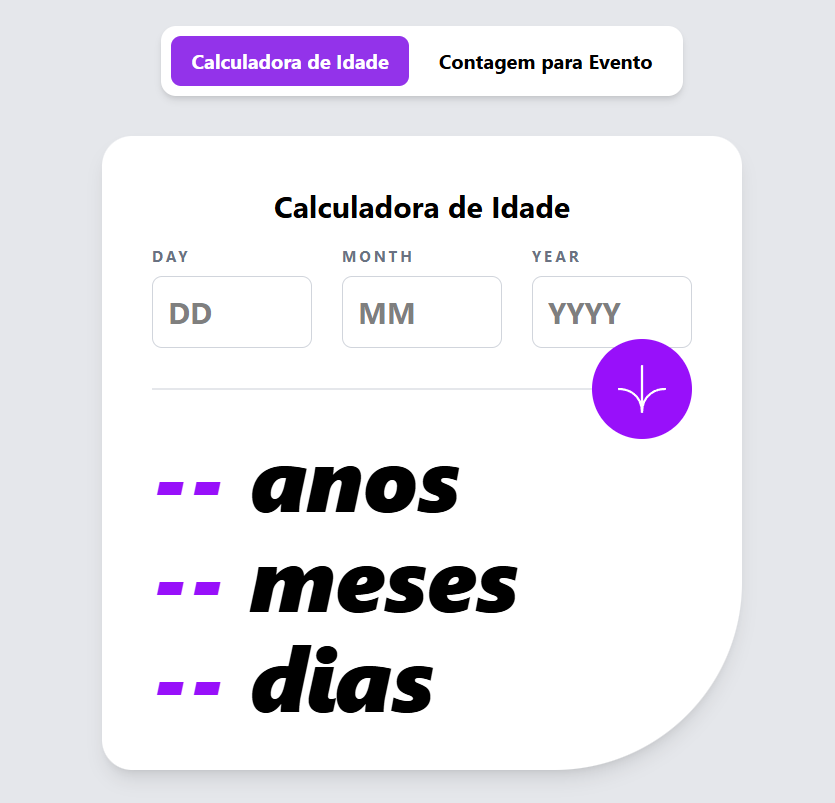 Calculadora de Idade Contagem para Evento
Calculadora de Idade
DAY MONTH YEAR
DD MM YYYY
-- anos
-- meses
-- dias